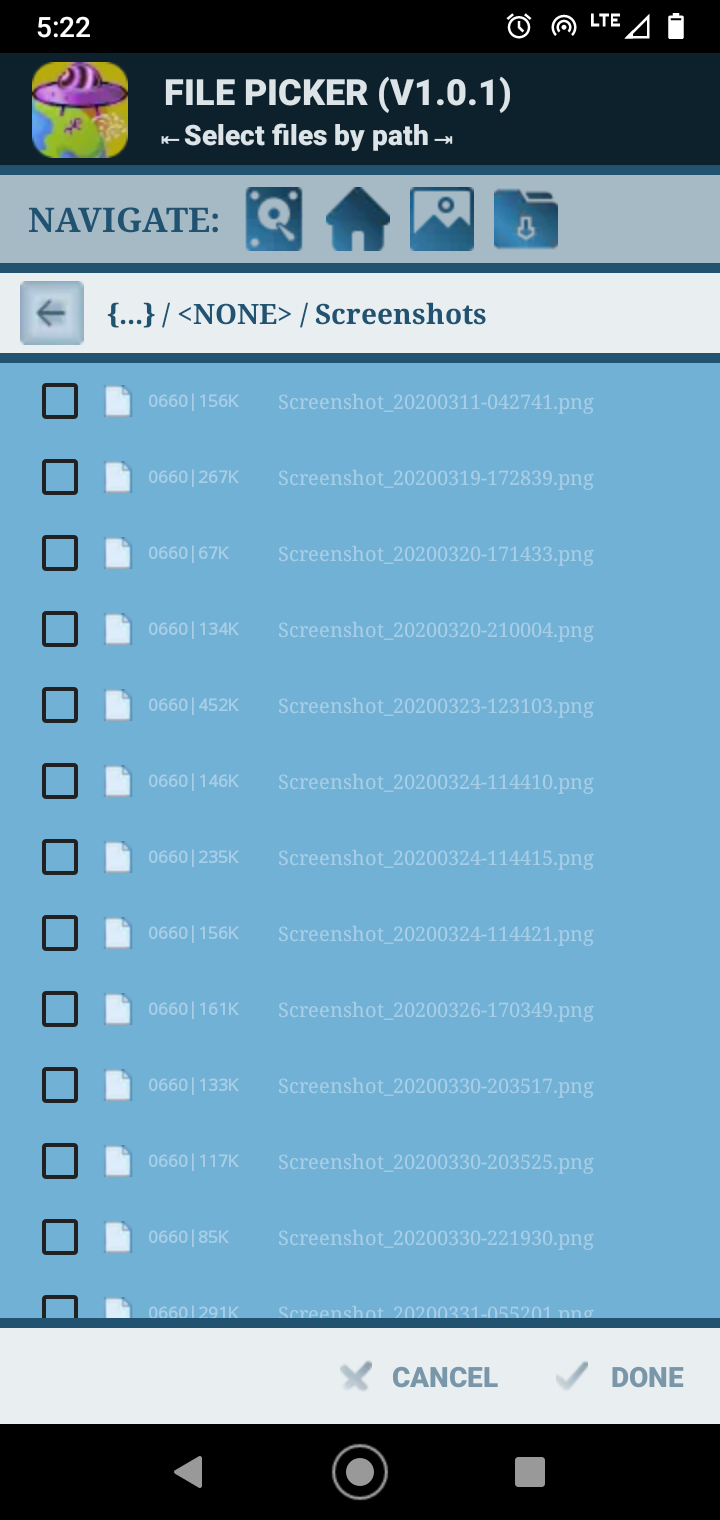 5:22
LTE
FILE PICKER (V1.0.1)
⇤ Select files by path ⇥
NAVIGATE:
{...} / <NONE> / Screenshots
0660|156K Screenshot_20200311-042741.png
0660|267K Screenshot_20200319-172839.png
0660|67K Screenshot_20200320-171433.png
0660|134K Screenshot_20200320-210004.png
0660|452K Screenshot_20200323-123103.png
0660|146K Screenshot_20200324-114410.png
0660|235K Screenshot_20200324-114415.png
0660|156K Screenshot_20200324-114421.png
0660|161K Screenshot_20200326-170349.png
0660|133K Screenshot_20200330-203517.png
0660|117K Screenshot_20200330-203525.png
0660|85K Screenshot_20200330-221930.png
0660|291K Screenshot_20200331-055201.png
CANCEL DONE